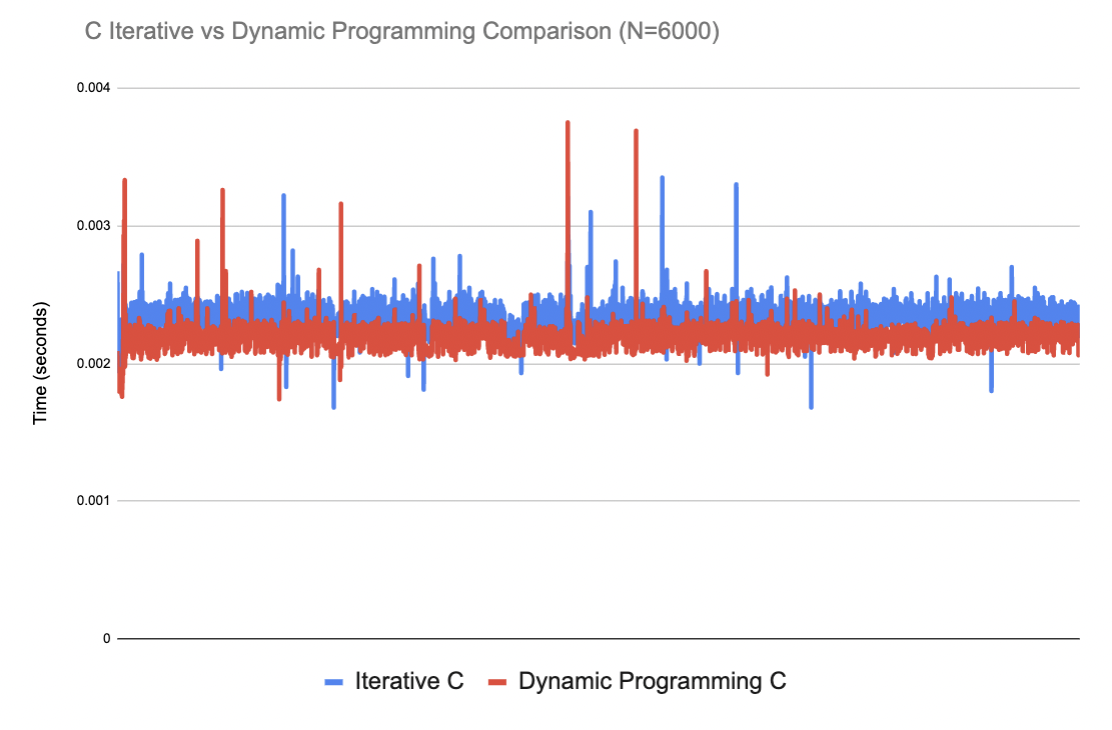 C Iterative vs Dynamic Programming Comparison (N=6000)
0.004
0.003
0.002
0.001
0
Time (seconds)
Iterative C
Dynamic Programming C